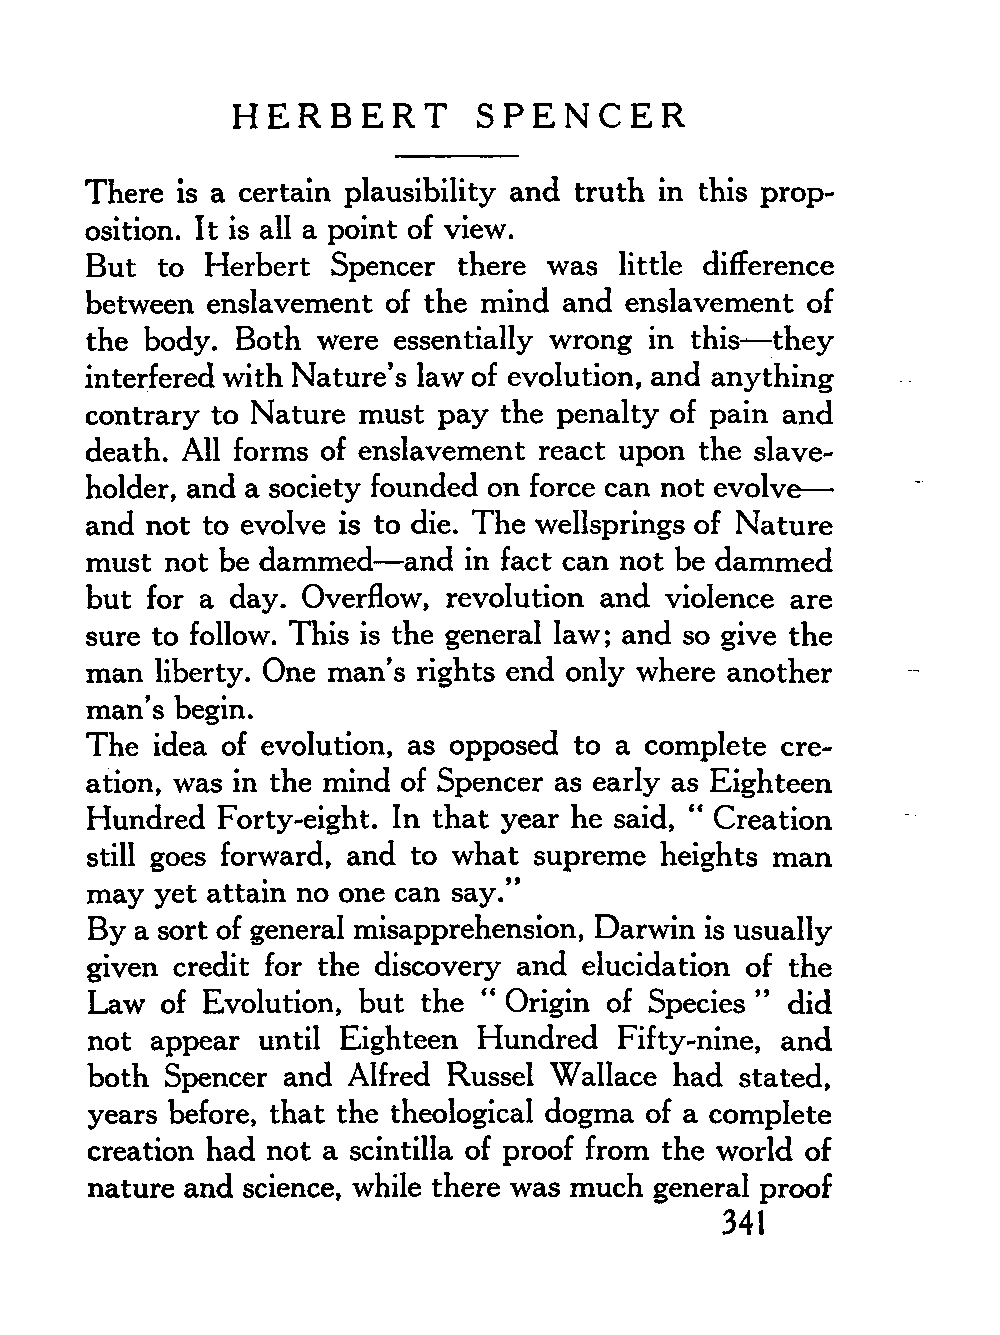 HERBERT SPENCER
There is a certain plausibility and truth in this prop-
osition. It is all a point of view.
But to Herbert Spencer there was little difference
between enslavement of the mind and enslavement of
the body. Both were essentially wrong in this—they
interfered with Nature's law of evolution, and anything
contrary to Nature must pay the penalty of pain and
death. All forms of enslavement react upon the slave-
holder, and a society founded on force can not evolve—
and not to evolve is to die. The wellsprings of Nature
must not be dammed—and in fact can not be dammed
but for a day. Overflow, revolution and violence are
sure to follow. This is the general law; and so give the
man liberty. One man's rights end only where another
man's begin.
The idea of evolution, as opposed to a complete cre-
ation, was in the mind of Spencer as early as Eighteen
Hundred Forty-eight. In that year he said, “ Creation
still goes forward, and to what supreme heights man
may yet attain no one can say.”
By a sort of general misapprehension, Darwin is usually
given credit for the discovery and elucidation of the
Law of Evolution, but the “ Origin of Species ” did
not appear until Eighteen Hundred Fifty-nine, and
both Spencer and Alfred Russel Wallace had stated,
years before, that the theological dogma of a complete
creation had not a scintilla of proof from the world of
nature and science, while there was much general proof
341